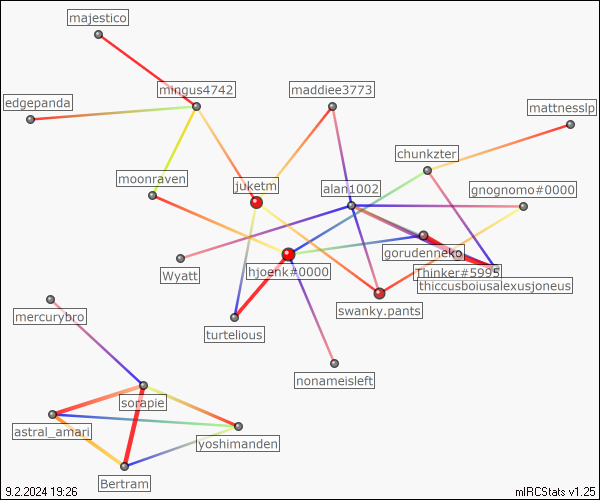 majestico
mingus4742
maddiee3773
edgepanda
mattnesslp
chunkzter
moonraven
juketm
alan1002
gnognomo#0000
gorudenneko
Wyatt
hjoenk#0000
Thinker#5995
thiccusboiusalexusjoneus
mercurybro
swanky.pants
turtelious
nonameisleft
sorapie
astral_amari
yoshimanden
Bertram
9.2.2024 19:26
mIRCStats v1.25